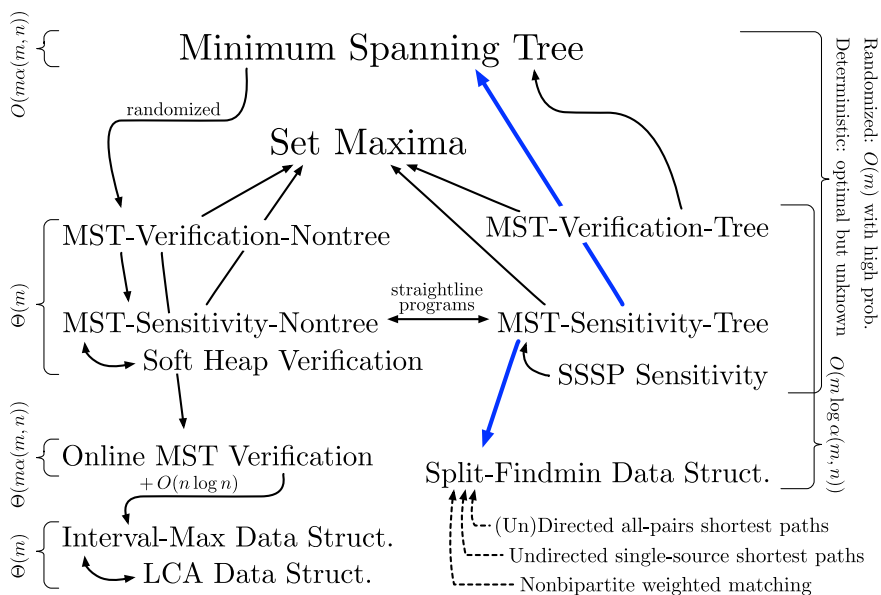 Minimum Spanning Tree
O(mα(m, n))
randomized
Set Maxima
MST-Verification-Nontree
MST-Verification-Tree
Θ(m)
straightline
programs
MST-Sensitivity-Nontree
MST-Sensitivity-Tree
Soft Heap Verification
SSSP Sensitivity
Θ(mα(m, n))
Online MST Verification
+ O(n log n)
Split-Findmin Data Struct.
Θ(m)
Interval-Max Data Struct.
LCA Data Struct.
(Un)Directed all-pairs shortest paths
Undirected single-source shortest paths
Nonbipartite weighted matching
Randomized: O(m) with high prob.
Deterministic: optimal but unknown
O(m log α(m, n))